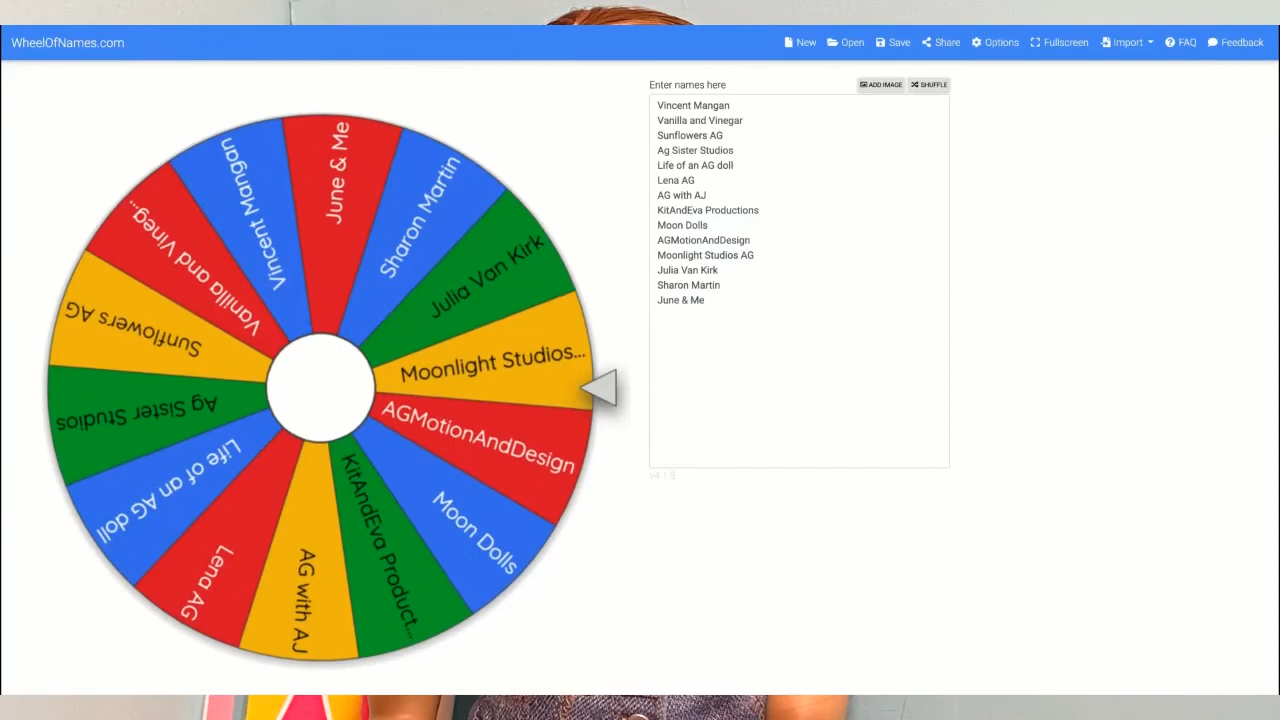 WheelOfNames.com
New Open Save Share Options Fullscreen Import FAQ Feedback
Enter names here
ADD IMAGE SHUFFLE
Vincent Mangan
Vanilla and Vinegar
Sunflowers AG
Ag Sister Studios
Life of an AG doll
Lena AG
AG with AJ
KitAndEva Productions
Moon Dolls
AGMotionAndDesign
Moonlight Studios AG
Julia Van Kirk
Sharon Martin
June & Me
v4.1.9
June & Me
Sharon Martin
Julia Van Kirk
Moonlight Studios...
AGMotionAndDesign
Moon Dolls
KitAndEva Product...
AG with AJ
Lena AG
Life of an AG doll
Ag Sister Studios
Sunflowers AG
Vanilla and Vineg...
Vincent Mangan